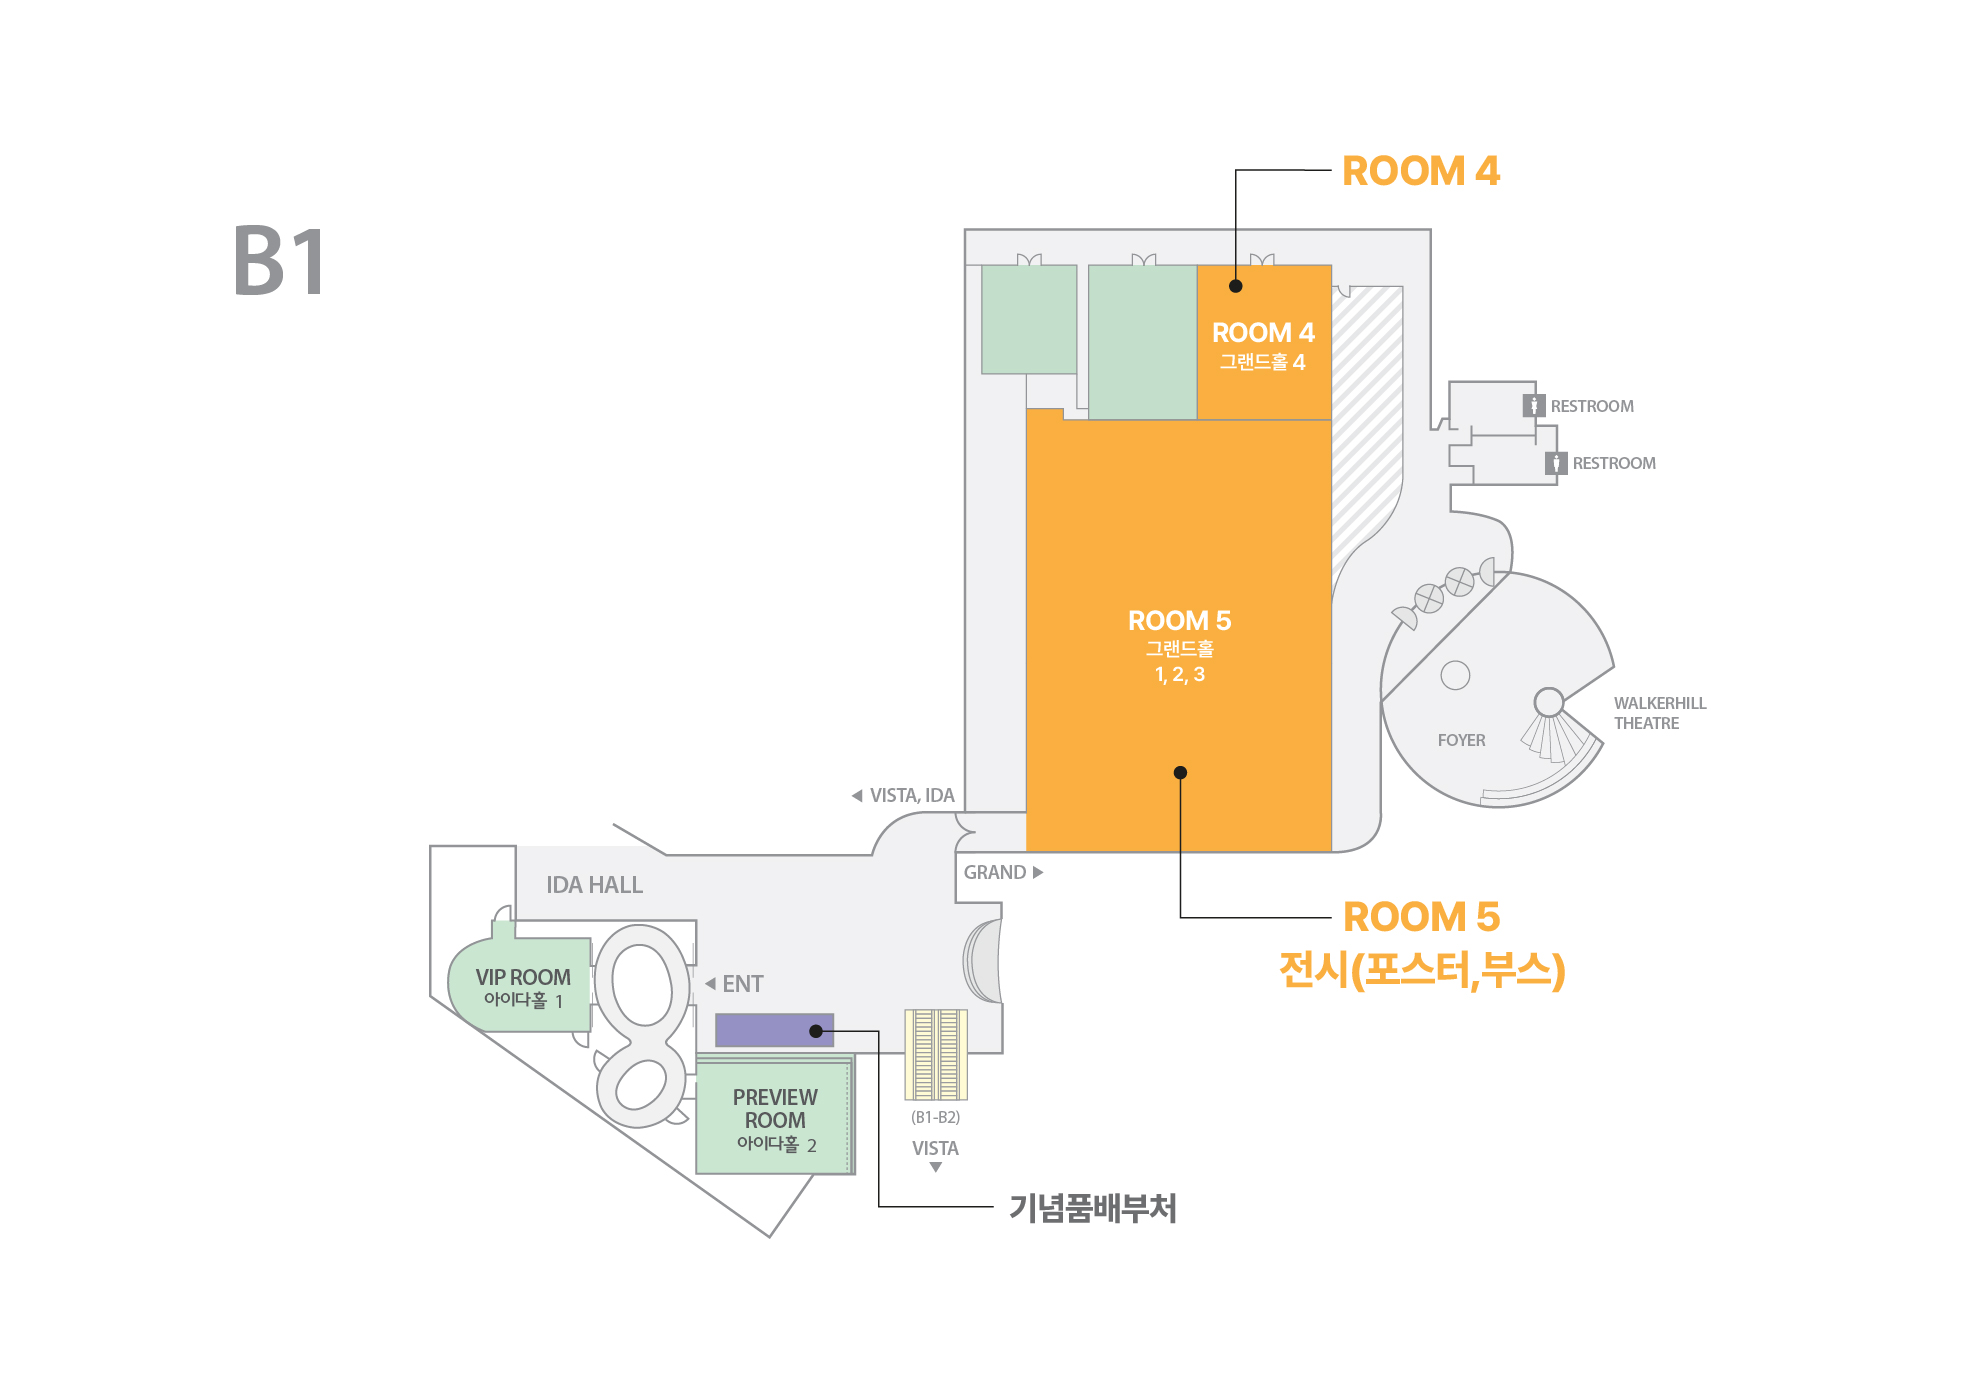 B1
ROOM 4
ROOM 4
그랜드홀 4
RESTROOM
RESTROOM
ROOM 5
그랜드홀
1, 2, 3
WALKERHILL
THEATRE
FOYER
VISTA, IDA
GRAND
IDA HALL
ROOM 5
전시(포스터,부스)
VIP ROOM
아이다홀 1
ENT
PREVIEW
ROOM
아이다홀 2
(B1-B2)
VISTA
기념품배부처